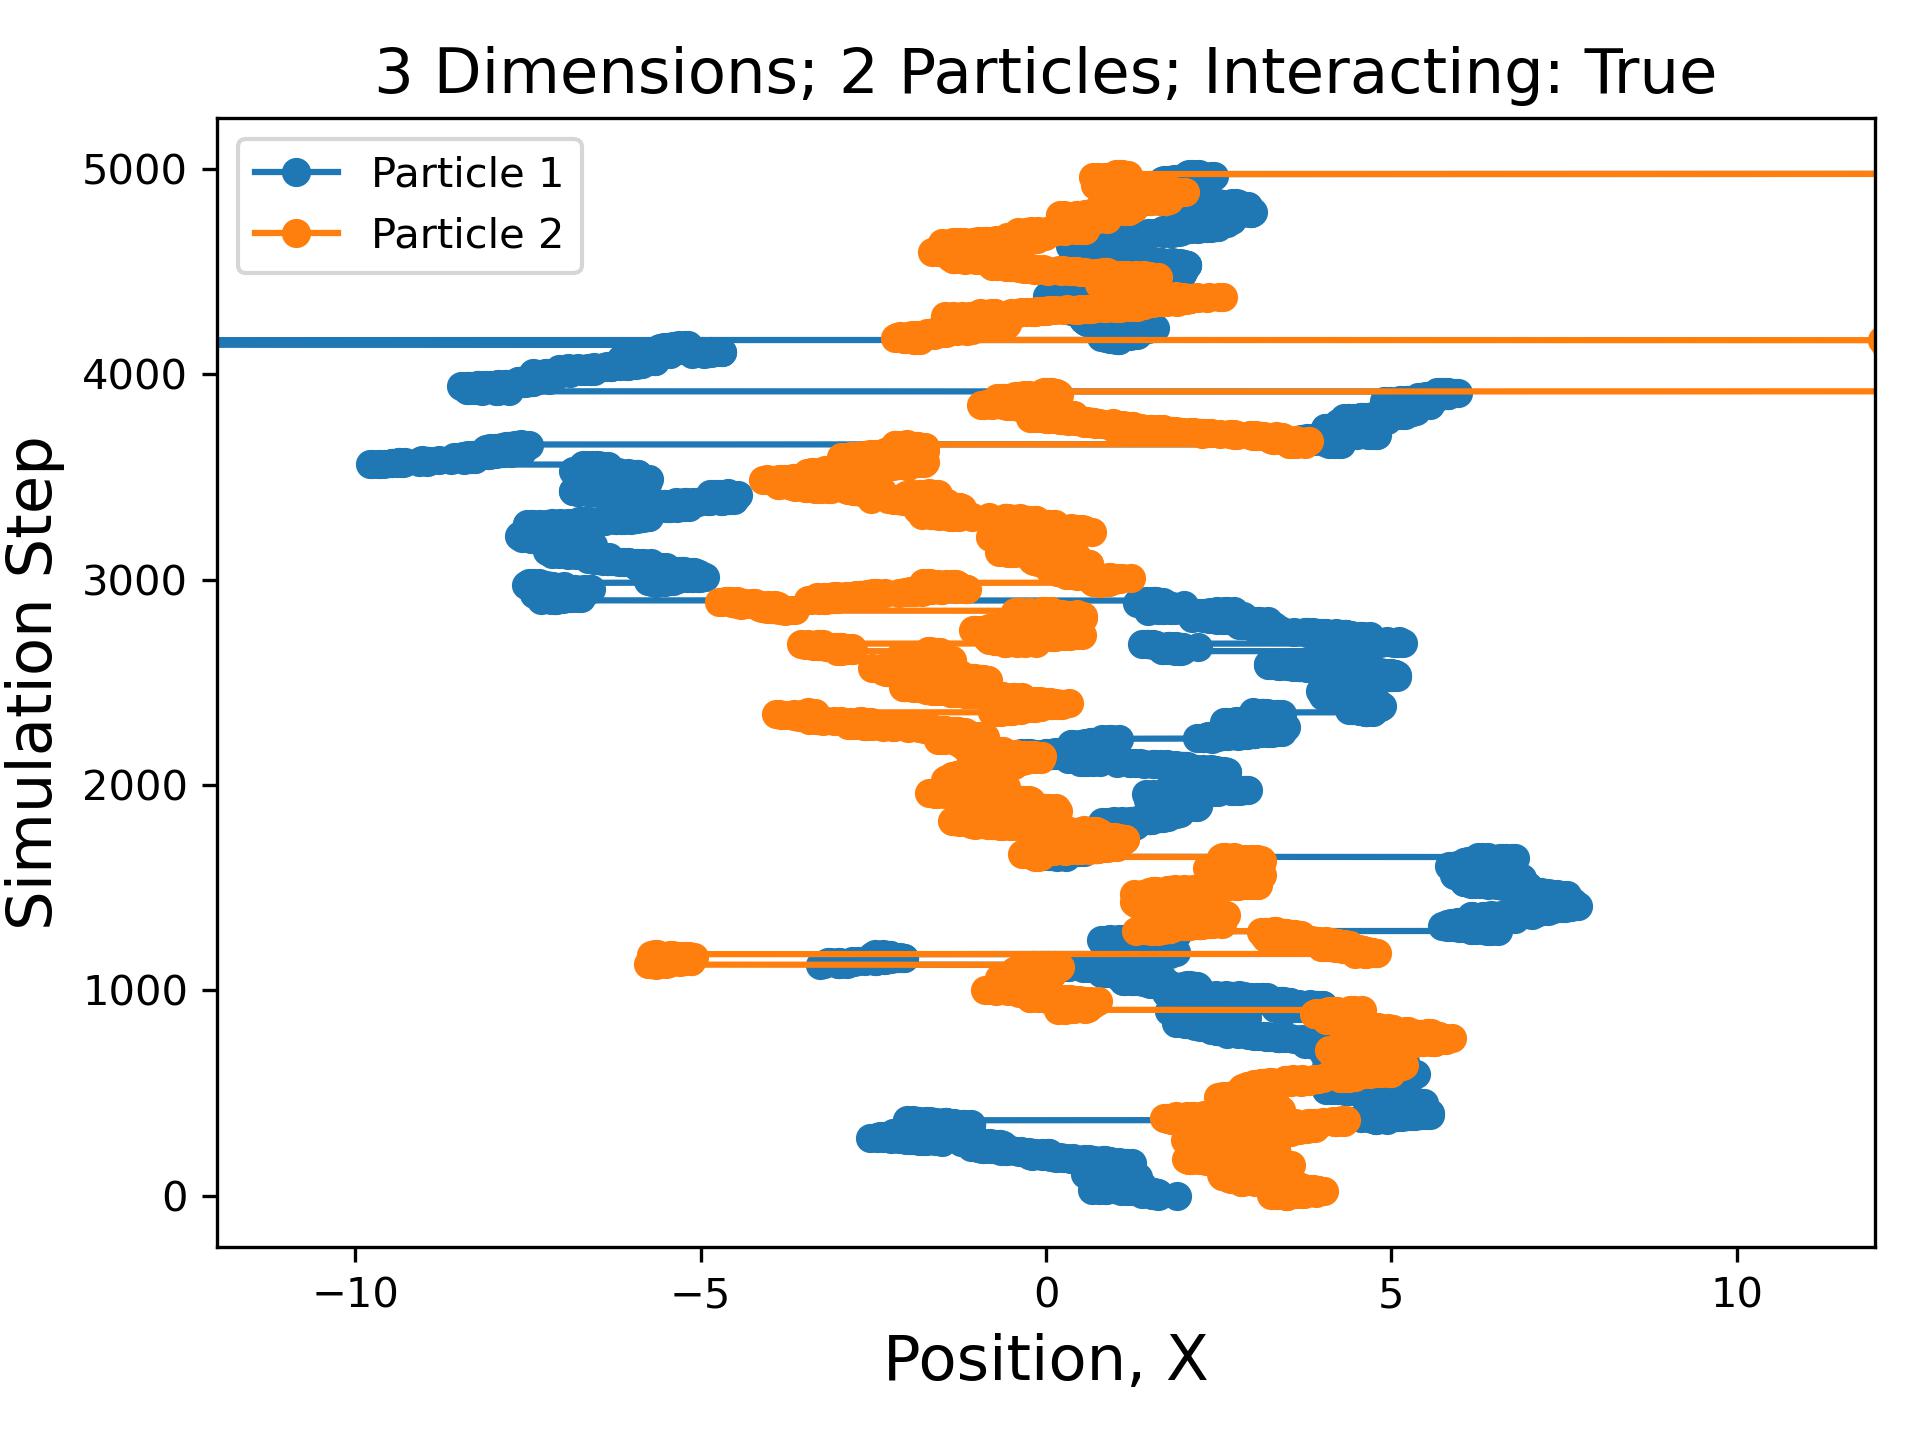 3 Dimensions; 2 Particles; Interacting: True
Particle 1
Particle 2
Simulation Step
5000
4000
3000
2000
1000
0
−10
−5
0
5
10
Position, X